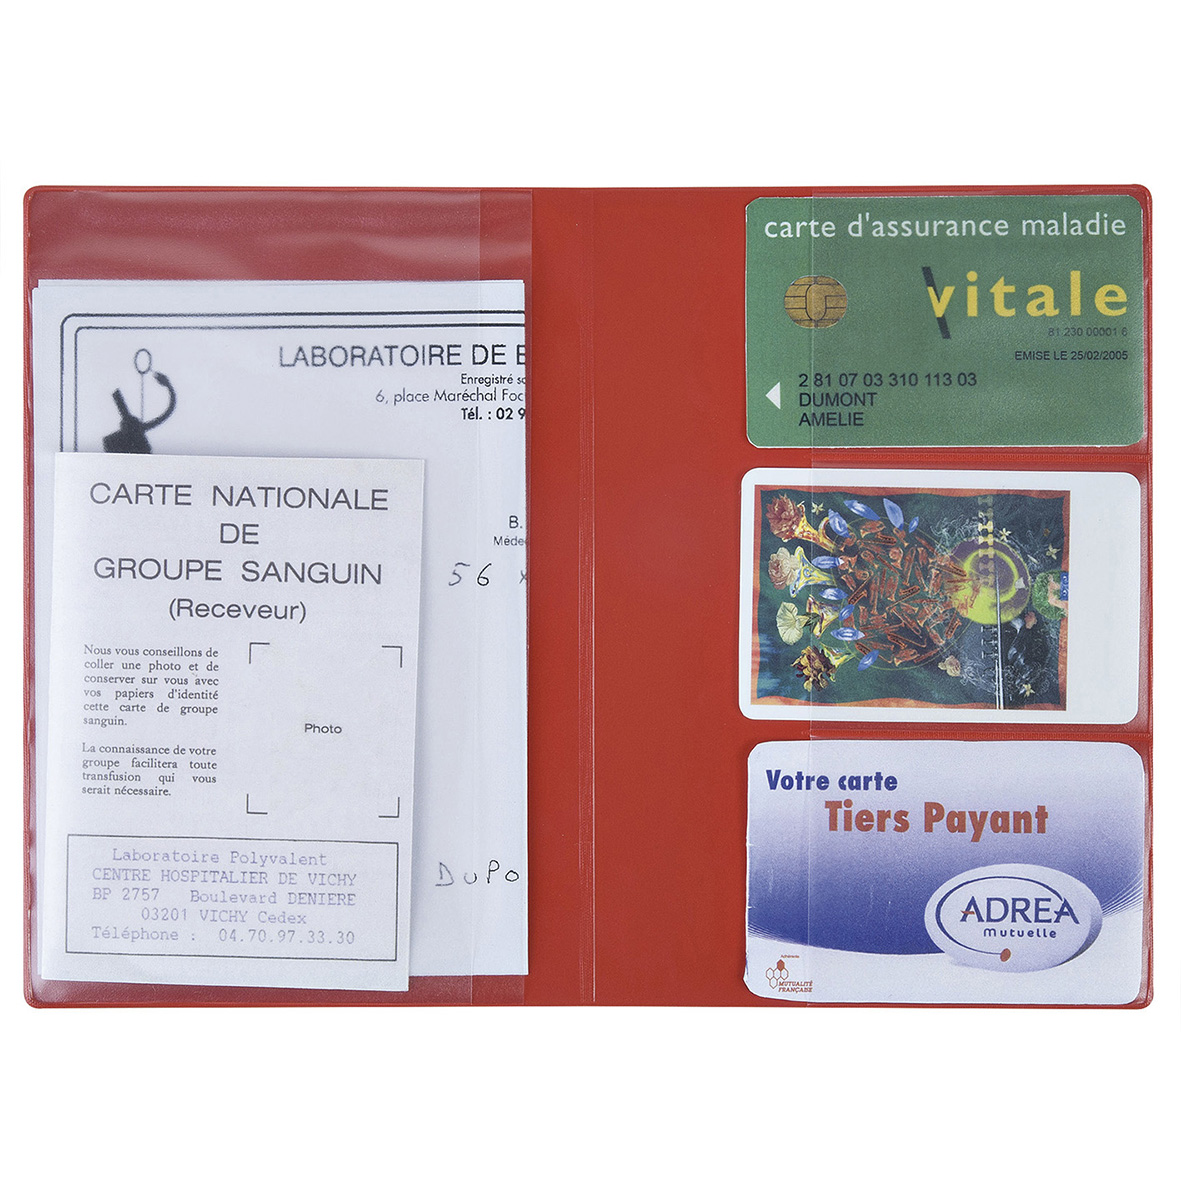 LABORATOIRE DE
Enregistré
6, place Maréchal Foc
Tél. : 02 9
B.
Méde
56
DUPO
CARTE NATIONALE
DE
GROUPE SANGUIN
(Receveur)
Nous vous conseillons de
coller une photo et de
conserver sur vous avec
vos papiers d'identité
cette carte de groupe
sanguin.
La connaissance de votre
groupe facilitera toute
transfusion qui vous
serait nécessaire.
Photo
Laboratoire Polyvalent
CENTRE HOSPITALIER DE VICHY
BP 2757 Boulevard DENIERE
03201 VICHY Cedex
Téléphone : 04.70.97.33.30
carte d'assurance maladie
Vitale
81 230 00001 6
EMISE LE 25/02/2005
2 81 07 03 310 113 03
DUMONT
AMELIE
Votre carte
Tiers Payant
ADREA
Mutuelle
MUTUALITÉ
FRANÇAISE